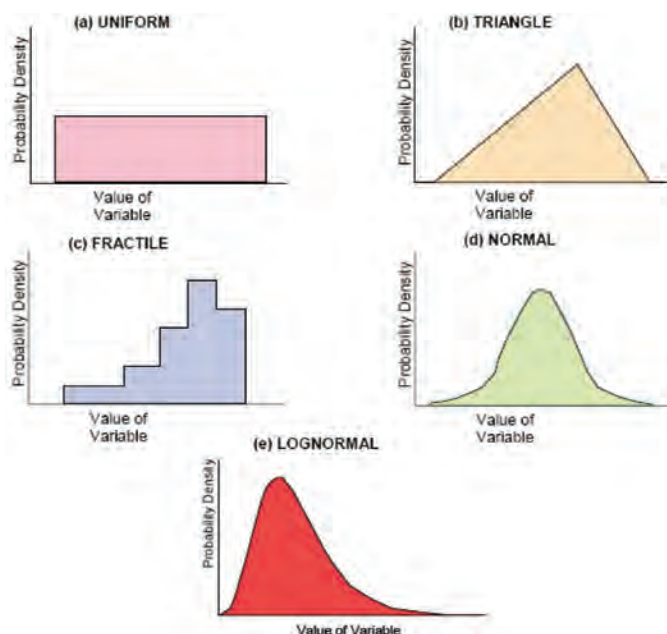 (a) UNIFORM
Probability Density
Value of
Variable
(b) TRIANGLE
Probability Density
Value of
Variable
(c) FRACTILE
Probability Density
Value of
Variable
(d) NORMAL
Probability Density
Value of
Variable
(e) LOGNORMAL
Probability Density
Value of Variable